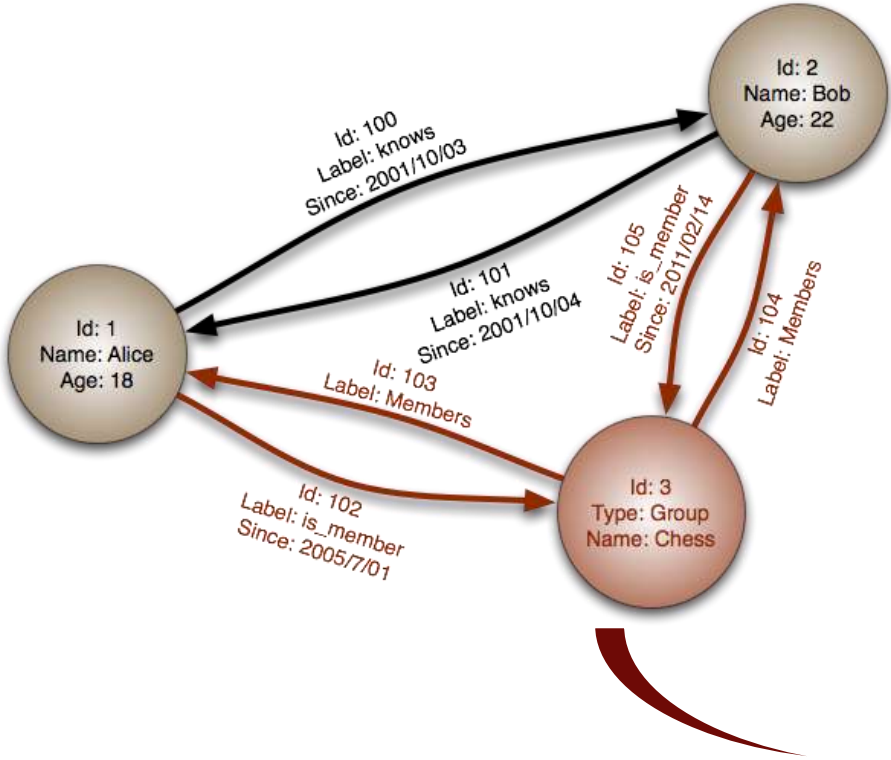 Id: 2
Name: Bob
Age: 22
Id: 100
Label: knows
Since: 2001/10/03
Id: 105
Label: is_member
Since: 2011/02/14
Id: 101
Label: knows
Since: 2001/10/04
Id: 104
Label: Members
Id: 1
Name: Alice
Age: 18
Id: 103
Label: Members
Id: 102
Label: is_member
Since: 2005/7/01
Id: 3
Type: Group
Name: Chess